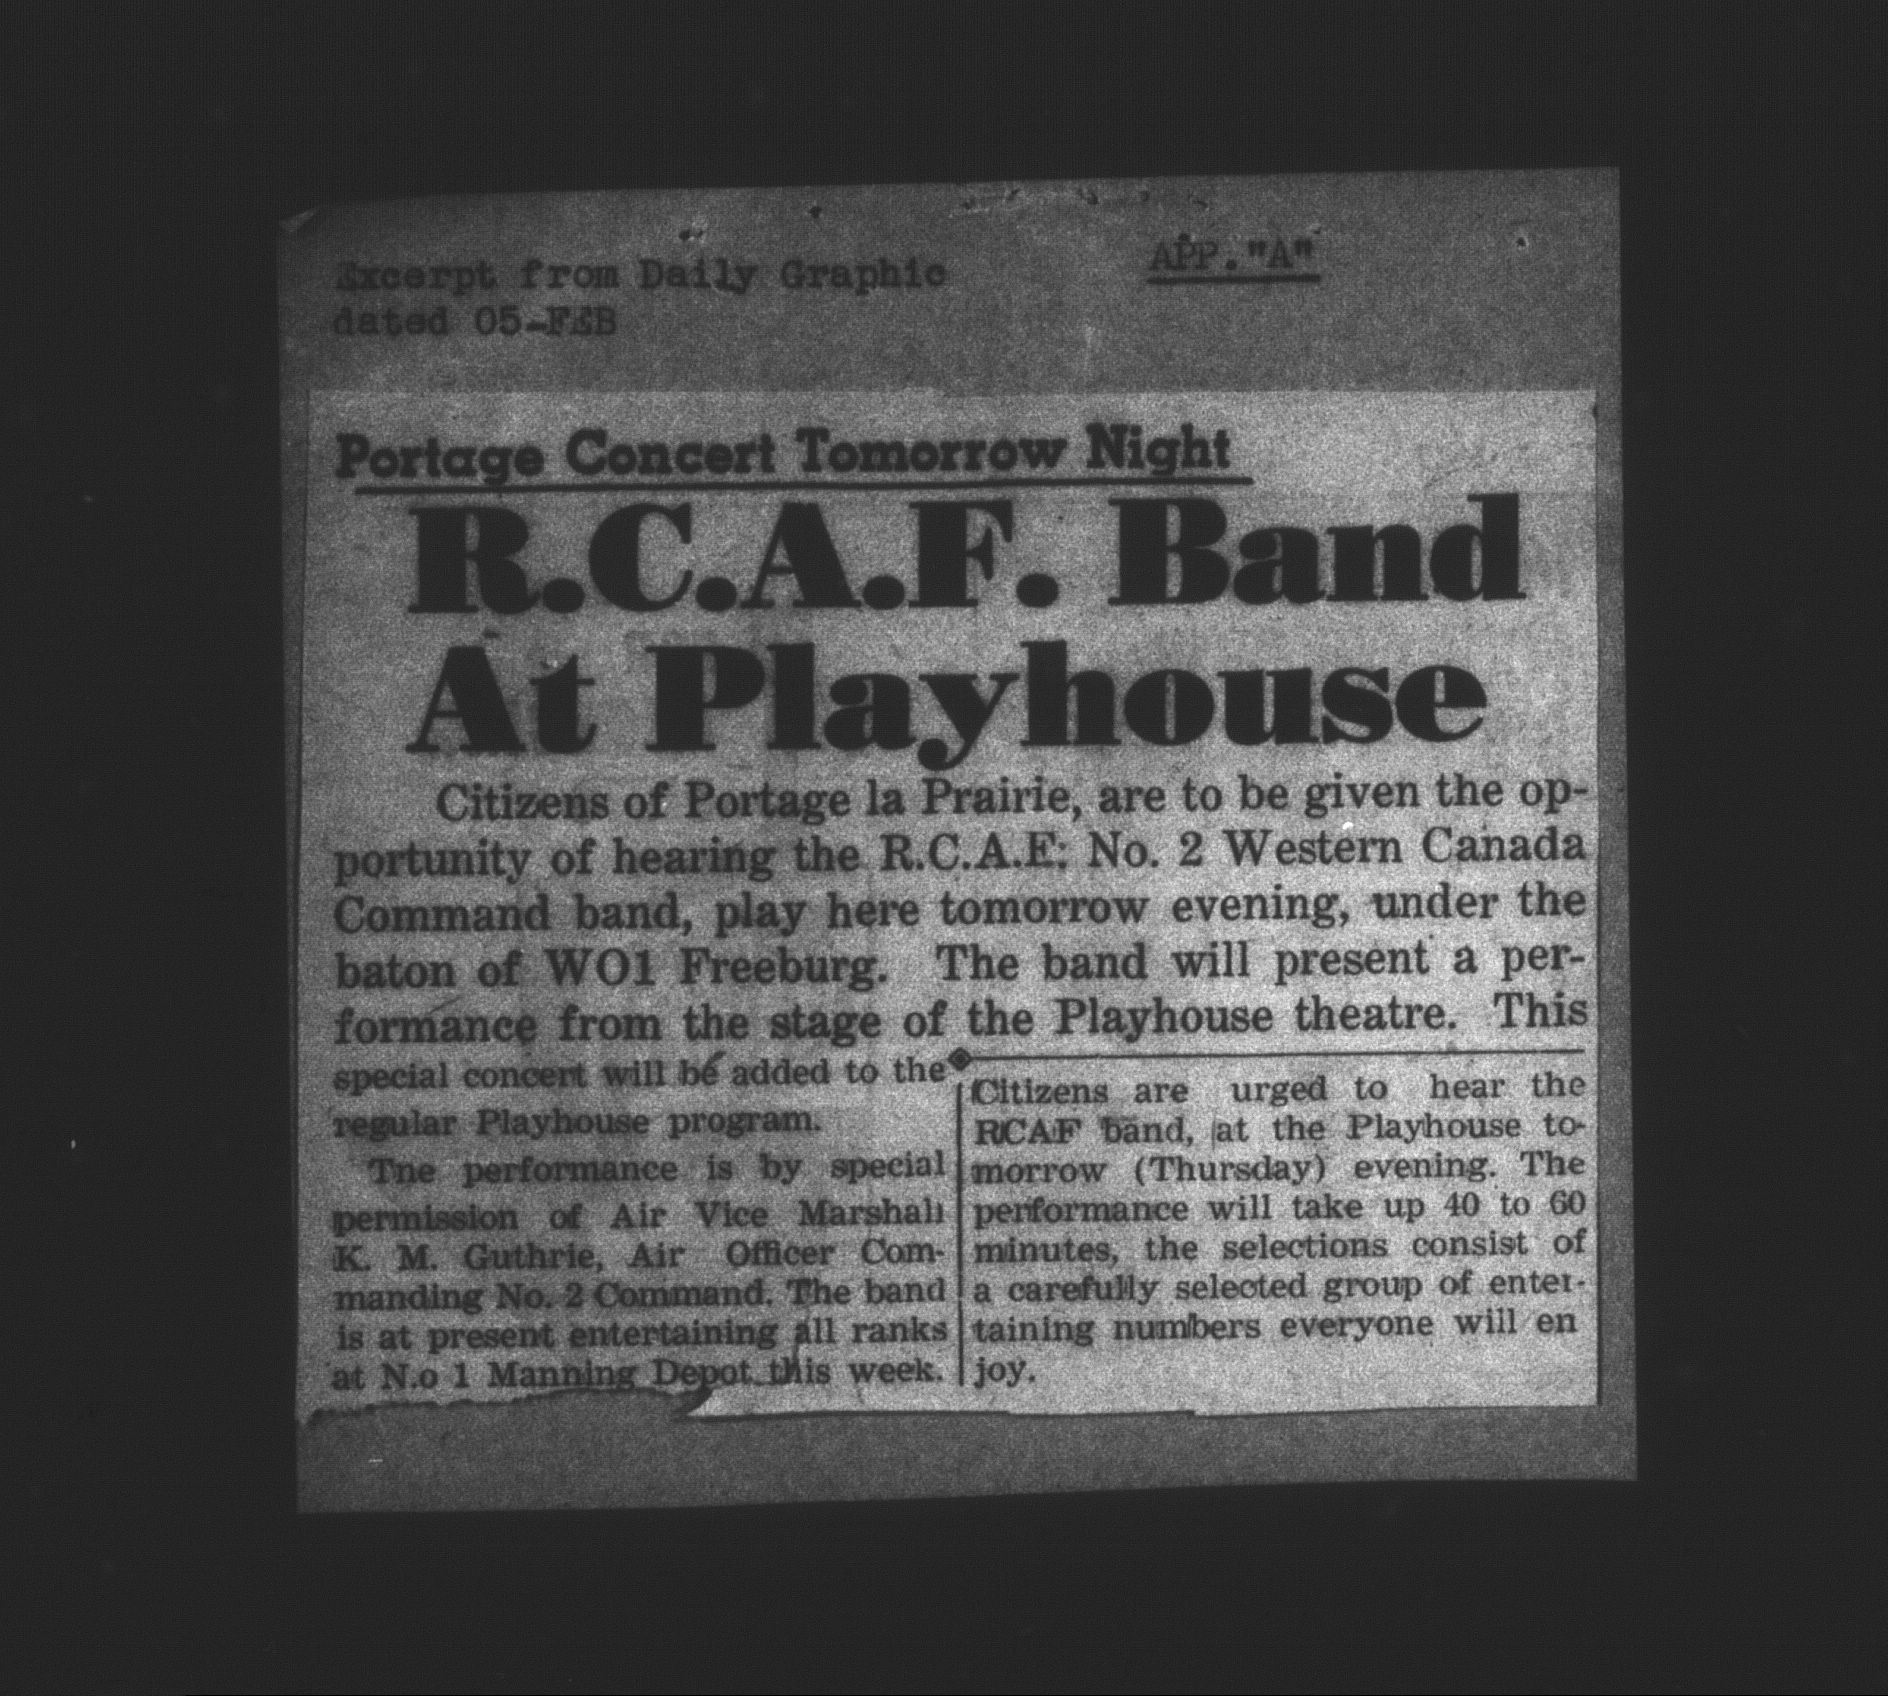 Excerpt from Daily Graphic
dated 05-FEB
APP."A"
Portage Concert Tomorrow Night
R.C.A.F. Band
At Playhouse
Citizens of Portage la Prairie, are to be given the op-
portunity of hearing the R.C.A.F. No. 2 Western Canada
Command band, play here tomorrow evening, under the
baton of WO1 Freeburg. The band will present a per-
formance from the stage of the Playhouse theatre. This
special concert will be added to the
regular Playhouse program.
Tne performance is by special
permission of Air Vice Marshall
K. M. Guthrie, Air Officer Com-
manding No. 2 Command. The band
is at present entertaining all ranks
at N.o 1 Manning Depot this week.
Citizens are urged to hear the
RCAF band, at the Playhouse to-
morrow (Thursday) evening. The
performance will take up 40 to 60
minutes, the selections consist of
a carefully selected group of enter-
taining numbers everyone will en
joy.